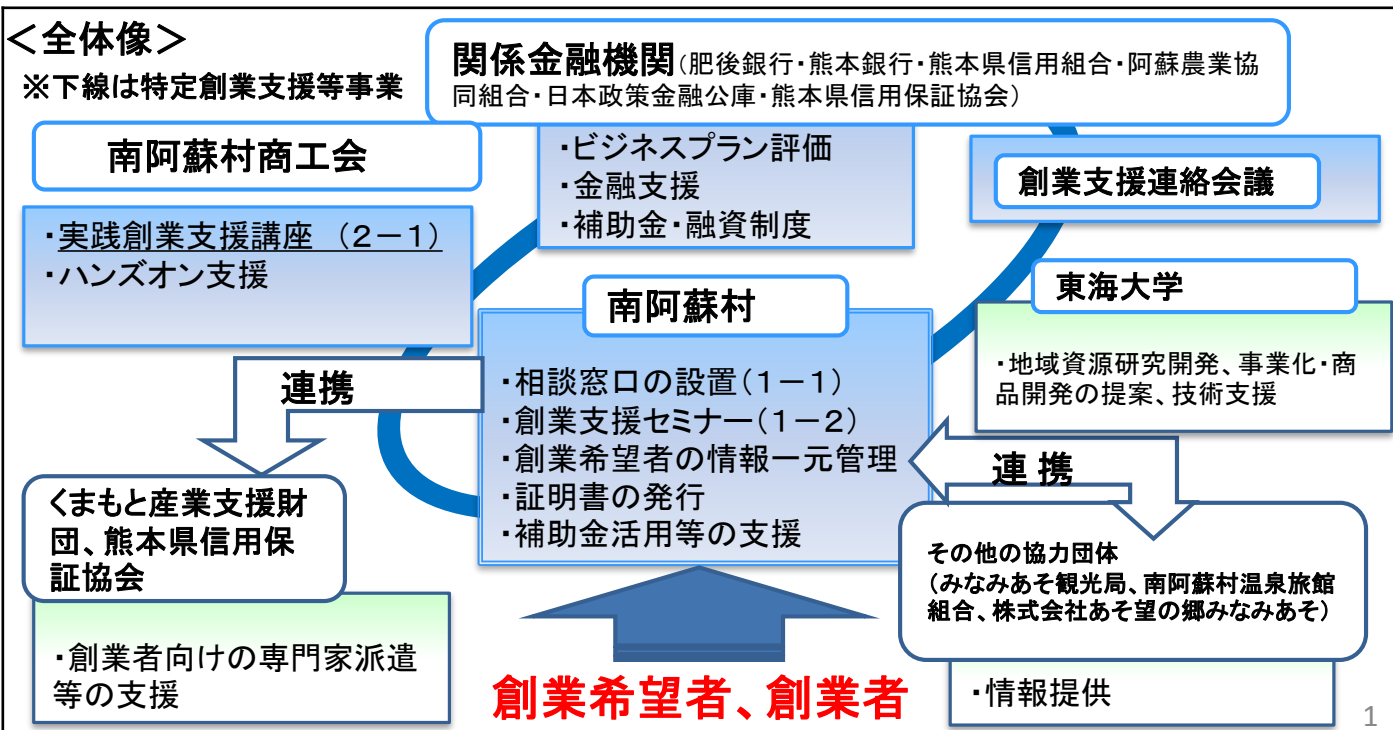 ＜全体像＞
※下線は特定創業支援等事業
関係金融機関（肥後銀行・熊本銀行・熊本県信用組合・阿蘇農業協
同組合・日本政策金融公庫・熊本県信用保証協会）
・ビジネスプラン評価
・金融支援
・補助金・融資制度
南阿蘇村商工会
・実践創業支援講座　（２－１）
・ハンズオン支援
創業支援連絡会議
東海大学
・地域資源研究開発、事業化・商
品開発の提案、技術支援
南阿蘇村
・相談窓口の設置（１－１）
・創業支援セミナー（１－２）
・創業希望者の情報一元管理
・証明書の発行
・補助金活用等の支援
連携
くまもと産業支援財
団、熊本県信用保
証協会
・創業者向けの専門家派遣
等の支援
連 携
その他の協力団体
（みなみあそ観光局、南阿蘇村温泉旅館
組合、株式会社あそ望の郷みなみあそ）
・情報提供
創業希望者、創業者
1